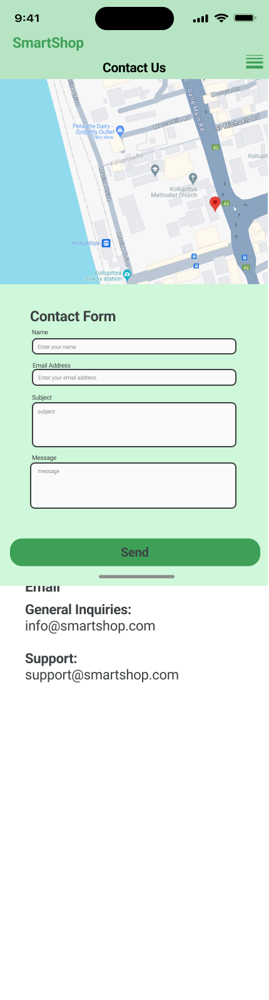 9:41
SmartShop
Contact Us
Marine Drive
Mosque Ln
- Galle Main Rd
Mercantile Rd
St Michaels Rd
Pelwatte Dairy -
Colpetty Outlet
Dairy store
A2
Kollupitiya Rd
Kollupit
Marine Drive
Kollupitiya
Methodist Church
A2
Kollupitiya
Marine Drive
A2
Kollupitiya
railway station
Contact Form
Name
Enter your name
Email Address
Enter your email address
Subject
subject
Message
message
Send
Email
General Inquiries:
info@smartshop.com
Support:
support@smartshop.com